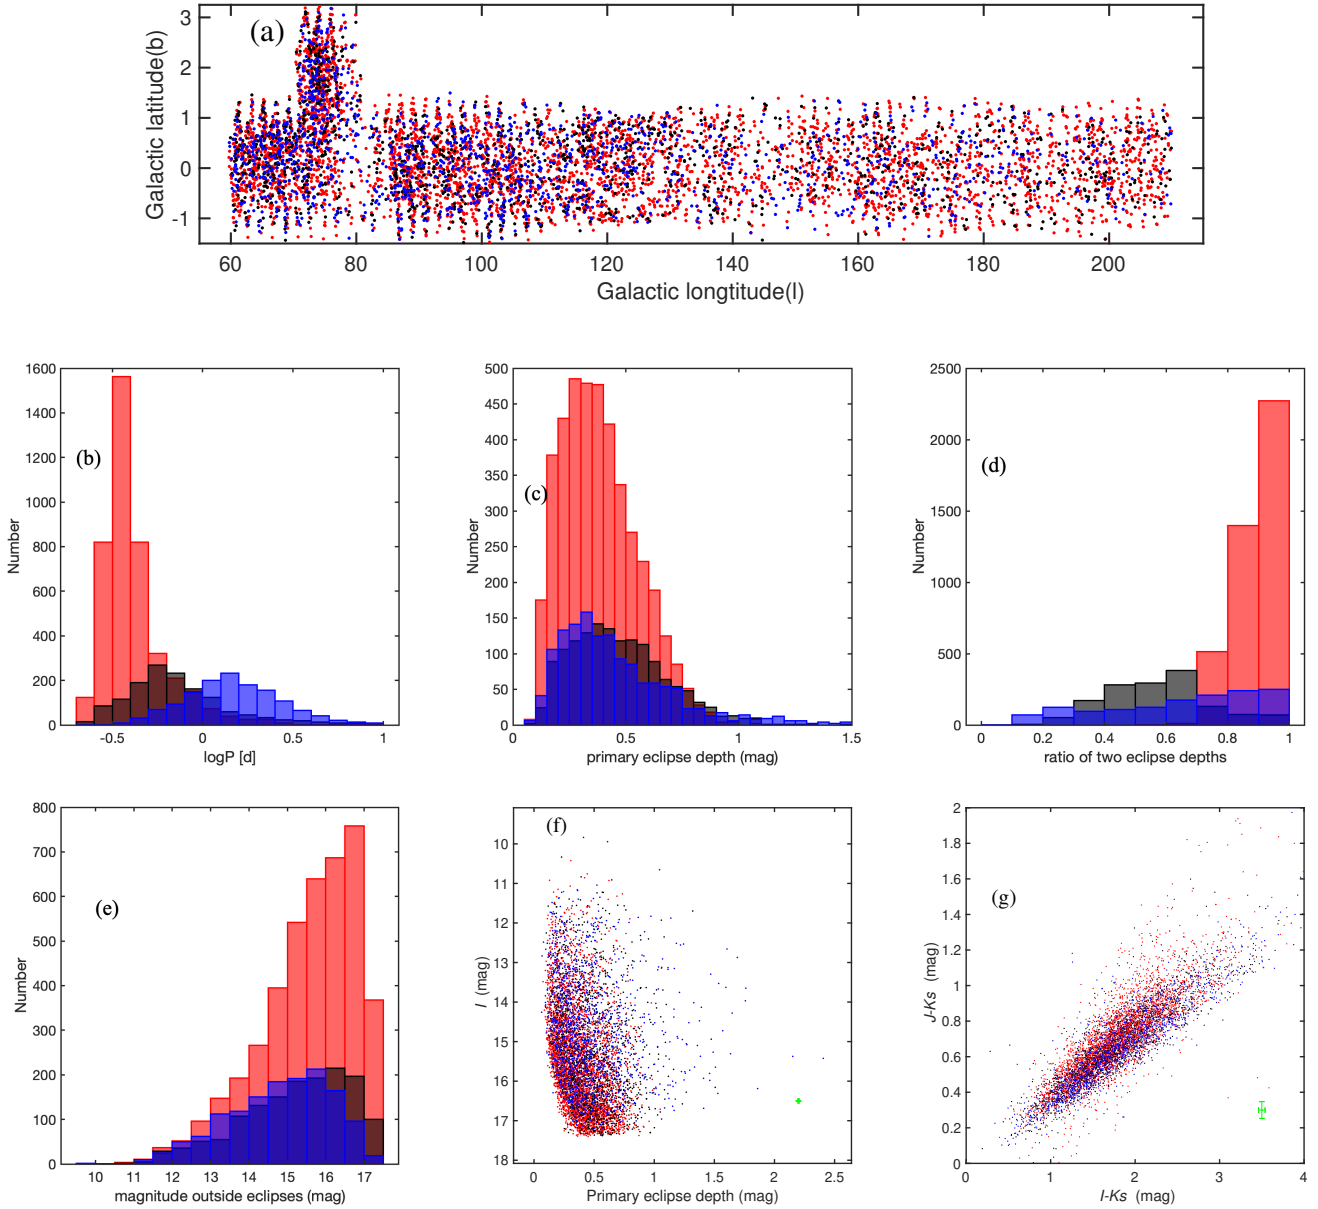 (a)
Galactic latitude(b)
3
2
1
0
-1
60 80 100 120 140 160 180 200
Galactic longtitude(l)
(b)
Number
1600
1400
1200
1000
800
600
400
200
0
-0.5 0 0.5 1
logP [d]
(c)
Number
500
450
400
350
300
250
200
150
100
50
0
0 0.5 1 1.5
primary eclipse depth (mag)
(d)
Number
2500
2000
1500
1000
500
0
0 0.2 0.4 0.6 0.8 1
ratio of two eclipse depths
(e)
Number
800
700
600
500
400
300
200
100
0
10 11 12 13 14 15 16 17
magnitude outside eclipses (mag)
(f)
I (mag)
10
11
12
13
14
15
16
17
18
0 0.5 1 1.5 2 2.5
Primary eclipse depth (mag)
(g)
J-Ks (mag)
2
1.8
1.6
1.4
1.2
1
0.8
0.6
0.4
0.2
0
1 2 3 4
I-Ks (mag)